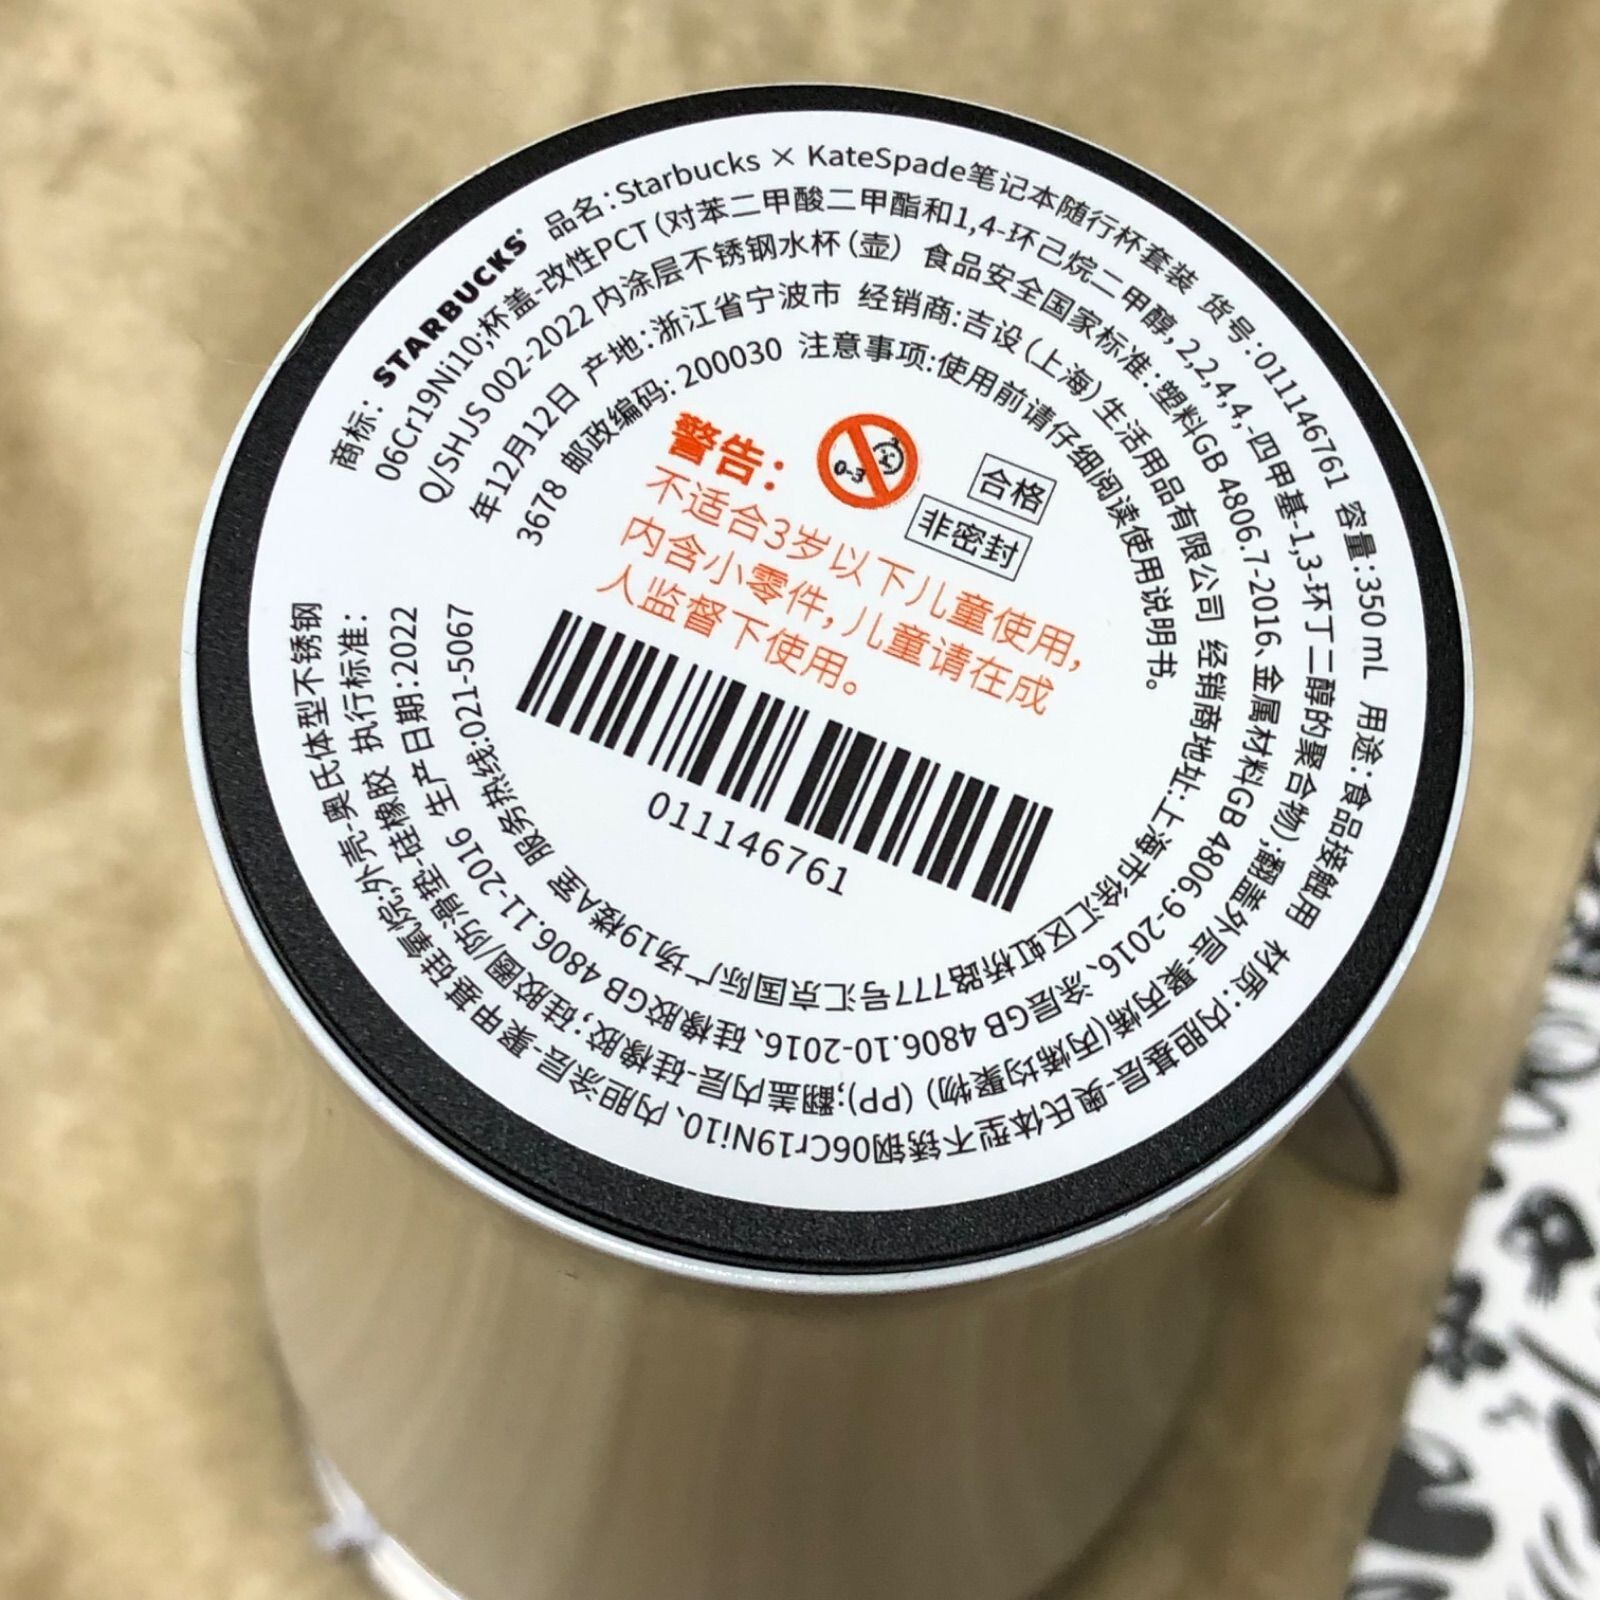 商标：STARBUCKS® 品名:Starbucks × KateSpade笔记本随行杯套装 货号:011146761 容量:350 mL 用途:食品接触用 材质:内胆基层-奥氏体型不锈钢06Cr19Ni10、内胆涂层-聚甲基硅氧烷;外壳-奥氏体型不锈钢
06Cr19Ni10;杯盖-改性PCT(对苯二甲酸二甲酯和1,4-环己烷二甲醇,2,2,4,4,-四甲基-1,3-环丁二醇的聚合物);翻盖外层-聚丙烯(丙烯均聚物) (PP);翻盖内层-硅橡胶;硅胶圈/防滑垫-硅橡胶 执行标准:
Q/SHJS 002-2022 内涂层不锈钢水杯(壶) 食品安全国家标准:塑料GB 4806.7-2016、金属材料GB 4806.9-2016、涂层GB 4806.10-2016、硅橡胶GB 4806.11-2016 生产日期:2022
年12月12日 产地:浙江省宁波市 经销商:吉设(上海)生活用品有限公司 经销商地址:上海市徐汇区虹桥路777号汇京国际广场19楼A室 服务热线:021-5067
3678 邮政编码: 200030 注意事项:使用前请仔细阅读使用说明书。
警告：
0-3
合格
非密封
不适合3岁以下儿童使用,
内含小零件,儿童请在成
人监督下使用。
011146761